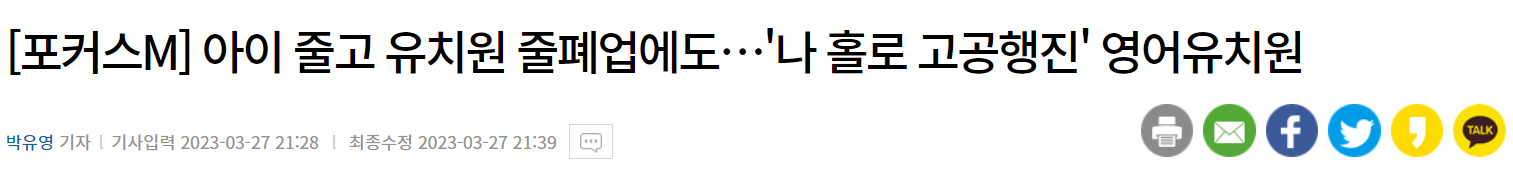 [포커스M] 아이 줄고 유치원 줄폐업에도…'나 홀로 고공행진' 영어유치원
박유영 기자 l 기사입력 2023-03-27 21:28 l 최종수정 2023-03-27 21:39
TALK